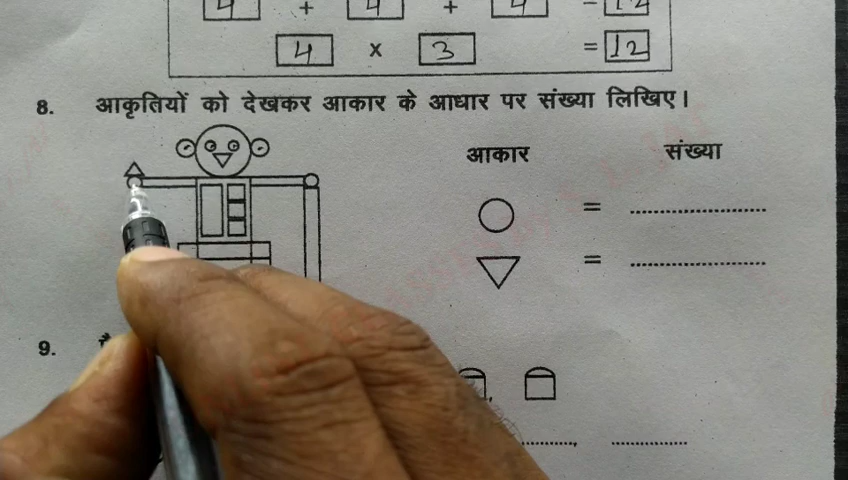 4 + 4 + 4 = 12
4 x 3 = 12
8. आकृतियों को देखकर आकार के आधार पर संख्या लिखिए।
आकार संख्या
= ........................
= ........................
9.
............, ............